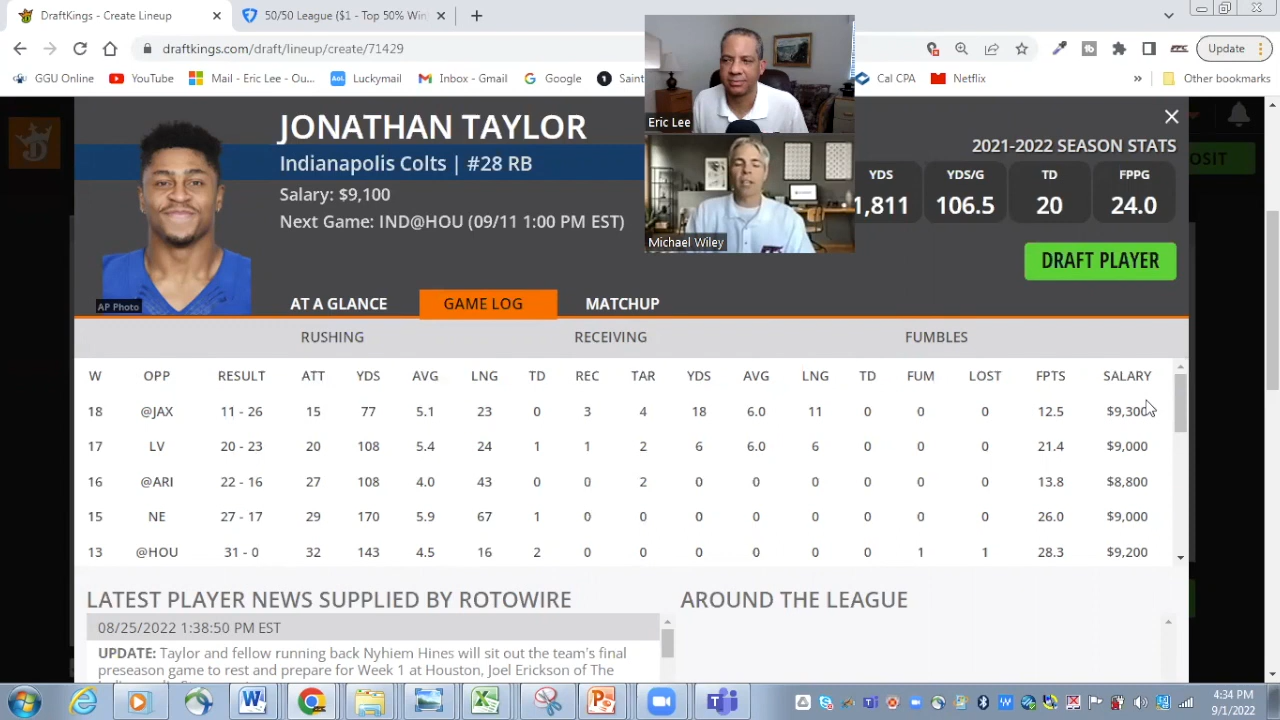 DraftKings - Create Lineup
50/50 League ($1 - Top 50% Win
draftkings.com/draft/lineup/create/71429
Update
GGU Online
YouTube
Mail - Eric Lee - Ou...
Luckymail
Inbox - Gmail
Google
Saint
Cal CPA
Netflix
»
Other bookmarks
Eric Lee
Michael Wiley
JONATHAN TAYLOR
Indianapolis Colts | #28 RB
Salary: $9,100
Next Game: IND@HOU (09/11 1:00 PM EST)
AP Photo
2021-2022 SEASON STATS
YDS YDS/G TD FPPG
1,811 106.5 20 24.0
DRAFT PLAYER
OSIT
AT A GLANCE GAME LOG MATCHUP
RUSHING RECEIVING FUMBLES
W OPP RESULT ATT YDS AVG LNG TD REC TAR YDS AVG LNG TD FUM LOST FPTS SALARY
18 @JAX 11 - 26 15 77 5.1 23 0 3 4 18 6.0 11 0 0 0 12.5 $9,300
17 LV 20 - 23 20 108 5.4 24 1 1 2 6 6.0 6 0 0 0 21.4 $9,000
16 @ARI 22 - 16 27 108 4.0 43 0 0 2 0 0 0 0 0 0 13.8 $8,800
15 NE 27 - 17 29 170 5.9 67 1 0 0 0 0 0 0 0 0 26.0 $9,000
13 @HOU 31 - 0 32 143 4.5 16 2 0 0 0 0 0 0 1 1 28.3 $9,200
LATEST PLAYER NEWS SUPPLIED BY ROTOWIRE
AROUND THE LEAGUE
08/25/2022 1:38:50 PM EST
UPDATE: Taylor and fellow running back Nyhiem Hines will sit out the team's final
preseason game to rest and prepare for Week 1 at Houston, Joel Erickson of The
4:34 PM
9/1/2022